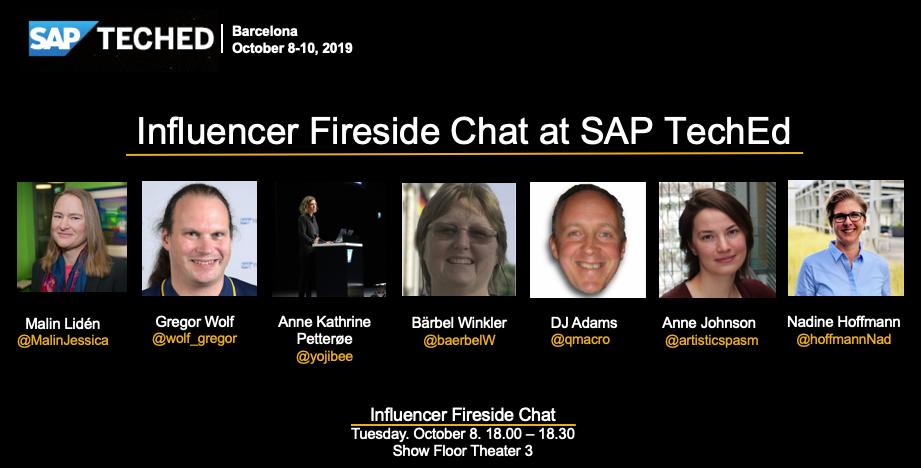 SAP TECHED
Barcelona
October 8-10, 2019
Influencer Fireside Chat at SAP TechEd
Malin Lidén
@MalinJessica
Gregor Wolf
@wolf_gregor
Anne Kathrine
Petterøe
@yojibee
Bärbel Winkler
@baerbelW
DJ Adams
@qmacro
Anne Johnson
@artisticspasm
Nadine Hoffmann
@hoffmannNad
Influencer Fireside Chat
Tuesday. October 8. 18.00 – 18.30
Show Floor Theater 3